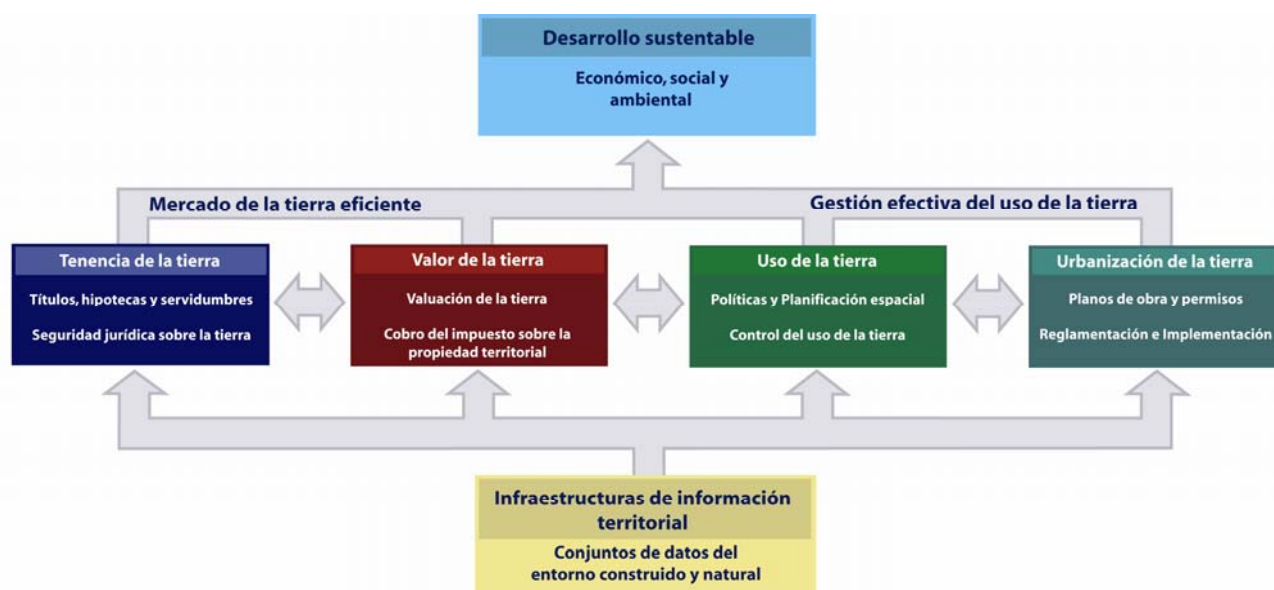 Desarrollo sustentable
Económico, social y
ambiental
Mercado de la tierra eficiente
Gestión efectiva del uso de la tierra
Tenencia de la tierra
Títulos, hipotecas y servidumbres
Seguridad jurídica sobre la tierra
Valor de la tierra
Valuación de la tierra
Cobro del impuesto sobre la
propiedad territorial
Uso de la tierra
Políticas y Planificación espacial
Control del uso de la tierra
Urbanización de la tierra
Planos de obra y permisos
Reglamentación e Implementación
Infraestructuras de información
territorial
Conjuntos de datos del
entorno construido y natural